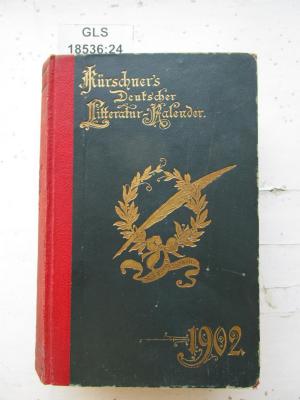 GLS
18536:24
Kürschner's
Deutscher
Litteratur-Kalender.
1902.